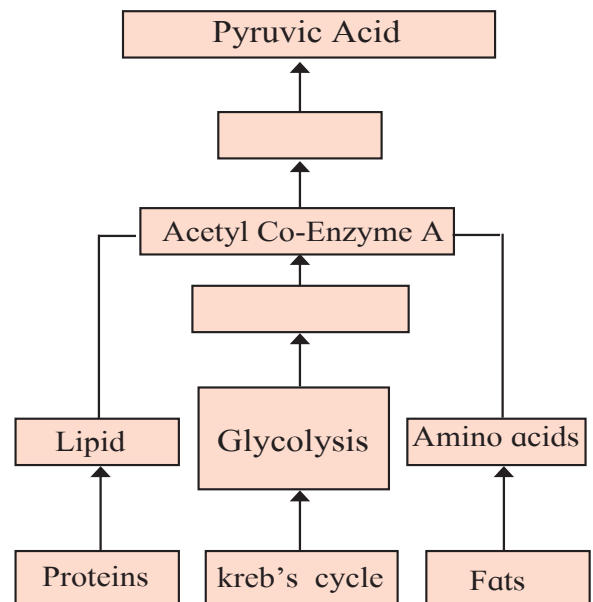 Pyruvic Acid
Acetyl Co-Enzyme A
Lipid
Glycolysis
Amino acids
Proteins
kreb's cycle
Fats